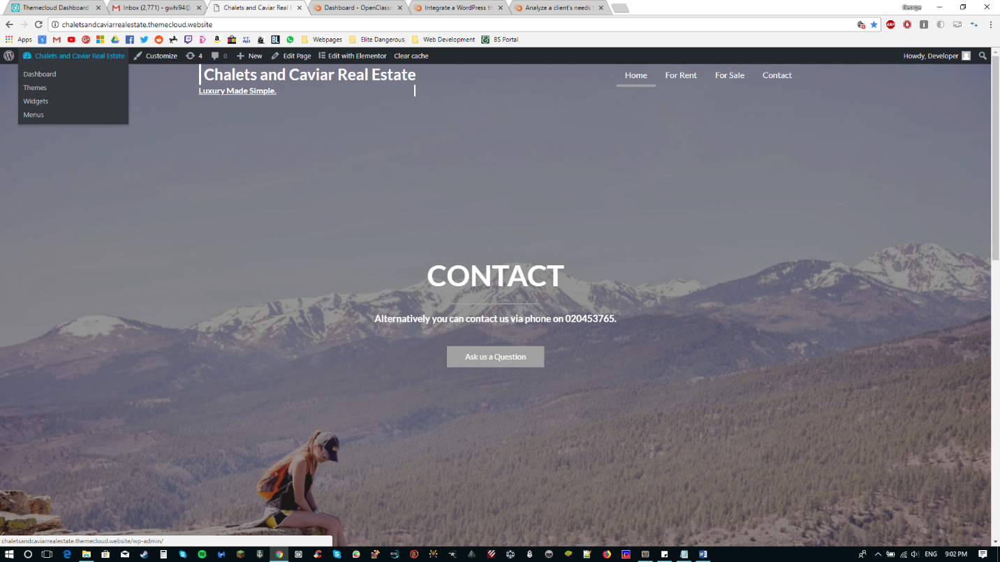 Themecloud Dashboard
Inbox (2,771) - gwhi94@
Chalets and Caviar Real E
Dashboard - OpenClassr
Integrate a WordPress th
Analyze a client's needs
George
chaletsandcaviarrealestate.themecloud.website
Apps
Webpages
Elite Dangerous
Web Development
BS Portal
Chalets and Caviar Real Estate
Customize
4
0
New
Edit Page
Edit with Elementor
Clear cache
Howdy, Developer
Dashboard
Themes
Widgets
Menus
Chalets and Caviar Real Estate
Luxury Made Simple.
Home
For Rent
For Sale
Contact
CONTACT
Alternatively you can contact us via phone on 020453765.
Ask us a Question
chaletsandcaviarrealestate.themecloud.website/wp-admin/
ENG
9:02 PM